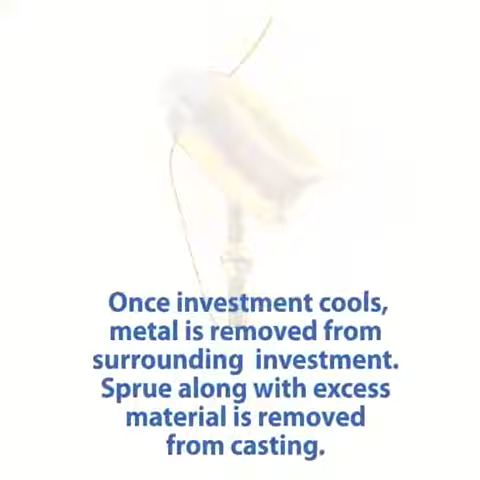 Once investment cools,
metal is removed from
surrounding investment.
Sprue along with excess
material is removed
from casting.